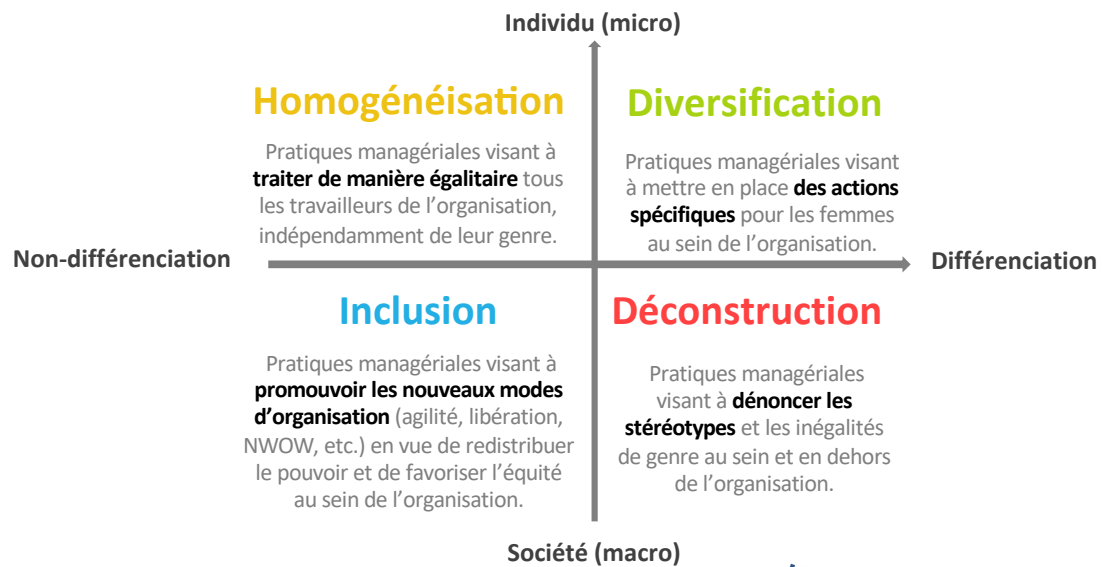 Individu (micro)
Homogénéisation
Pratiques managériales visant à
traiter de manière égalitaire tous
les travailleurs de l’organisation,
indépendamment de leur genre.
Diversification
Pratiques managériales visant
à mettre en place des actions
spécifiques pour les femmes
au sein de l’organisation.
Non-différenciation
Différenciation
Inclusion
Pratiques managériales visant à
promouvoir les nouveaux modes
d’organisation (agilité, libération,
NWOW, etc.) en vue de redistribuer
le pouvoir et de favoriser l’équité
au sein de l’organisation.
Déconstruction
Pratiques managériales
visant à dénoncer les
stéréotypes et les inégalités
de genre au sein et en dehors
de l’organisation.
Société (macro)